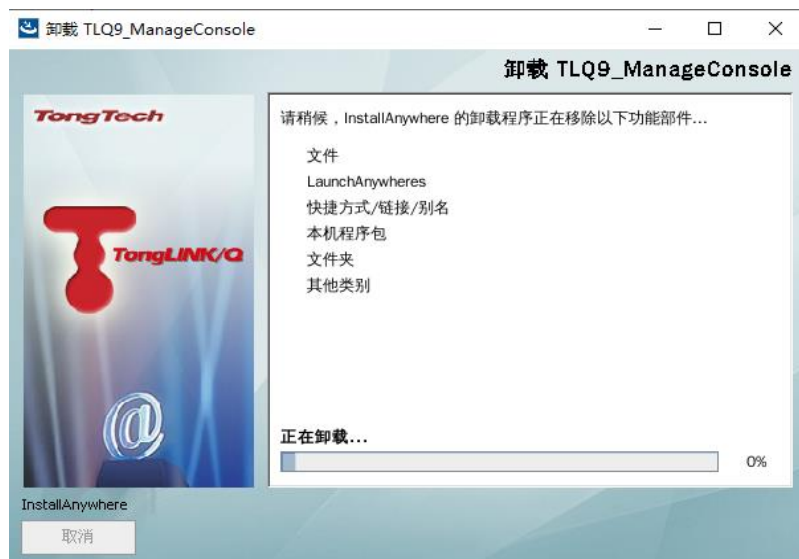 卸载 TLQ9_ManageConsole
卸载 TLQ9_ManageConsole
TongTech
TongLINK/Q
@
请稍候，InstallAnywhere 的卸载程序正在移除以下功能部件...
文件
LaunchAnywheres
快捷方式/链接/别名
本机程序包
文件夹
其他类别
正在卸载...
0%
InstallAnywhere
取消